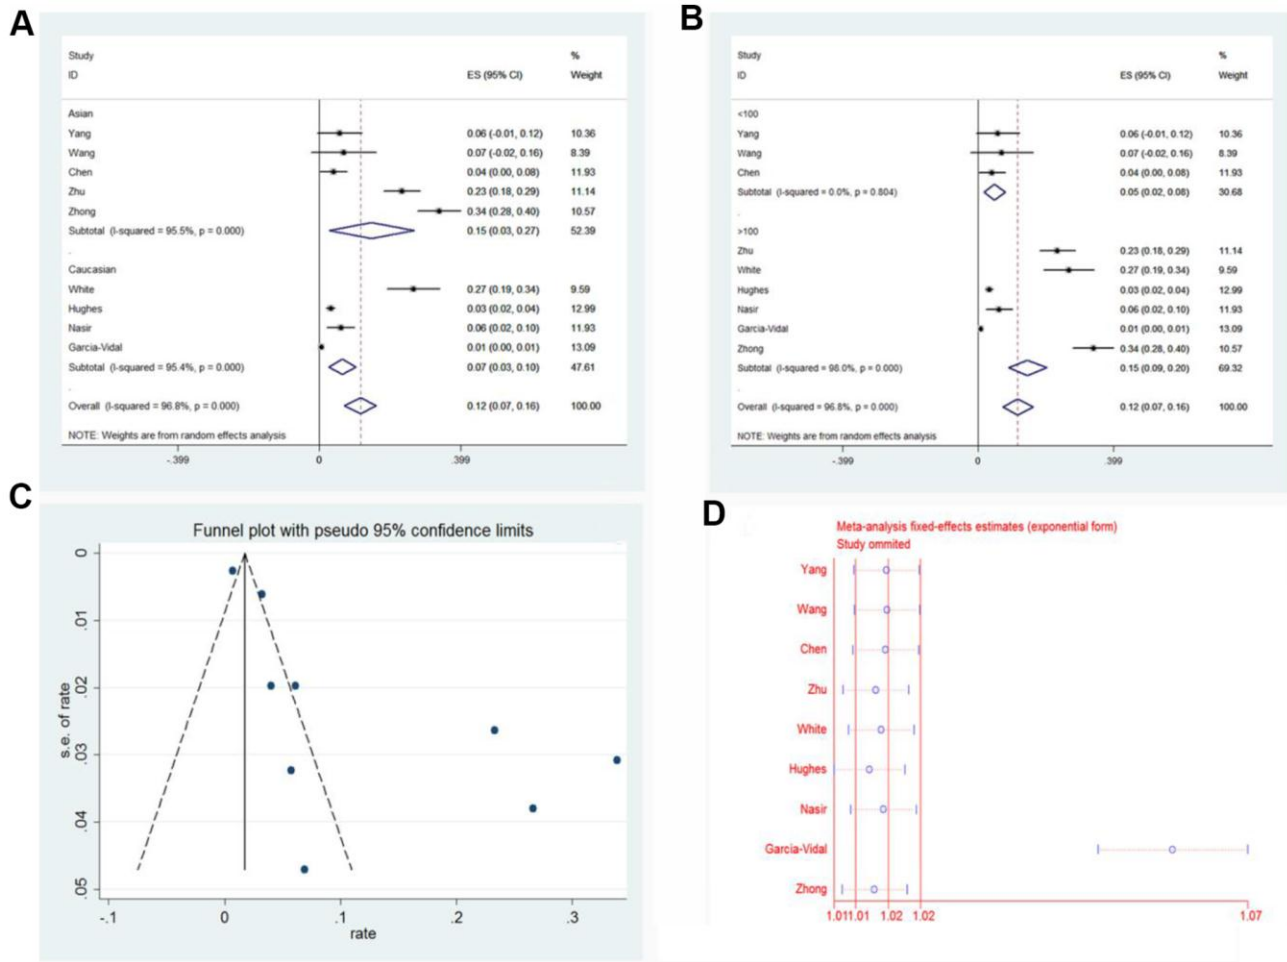 A
Study %
ID ES (95% CI) Weight
Asian
Yang 0.06 (-0.01, 0.12) 10.36
Wang 0.07 (-0.02, 0.16) 8.39
Chen 0.04 (0.00, 0.08) 11.93
Zhu 0.23 (0.18, 0.29) 11.14
Zhong 0.34 (0.28, 0.40) 10.57
Subtotal (I-squared = 95.5%, p = 0.000) 0.15 (0.03, 0.27) 52.39
.
Caucasian
White 0.27 (0.19, 0.34) 9.59
Hughes 0.03 (0.02, 0.04) 12.99
Nasir 0.06 (0.02, 0.10) 11.93
Garcia-Vidal 0.01 (0.00, 0.01) 13.09
Subtotal (I-squared = 95.4%, p = 0.000) 0.07 (0.03, 0.10) 47.61
.
Overall (I-squared = 96.8%, p = 0.000) 0.12 (0.07, 0.16) 100.00
NOTE: Weights are from random effects analysis
-.399 0 .399
B
Study %
ID ES (95% CI) Weight
<100
Yang 0.06 (-0.01, 0.12) 10.36
Wang 0.07 (-0.02, 0.16) 8.39
Chen 0.04 (0.00, 0.08) 11.93
Subtotal (I-squared = 0.0%, p = 0.804) 0.05 (0.02, 0.08) 30.68
.
>100
Zhu 0.23 (0.18, 0.29) 11.14
White 0.27 (0.19, 0.34) 9.59
Hughes 0.03 (0.02, 0.04) 12.99
Nasir 0.06 (0.02, 0.10) 11.93
Garcia-Vidal 0.01 (0.00, 0.01) 13.09
Zhong 0.34 (0.28, 0.40) 10.57
Subtotal (I-squared = 98.0%, p = 0.000) 0.15 (0.09, 0.20) 69.32
.
Overall (I-squared = 96.8%, p = 0.000) 0.12 (0.07, 0.16) 100.00
NOTE: Weights are from random effects analysis
-.399 0 .399
C
Funnel plot with pseudo 95% confidence limits
s.e. of rate
0
.01
.02
.03
.04
.05
-.1 0 .1 .2 .3
rate
D
Meta-analysis fixed-effects estimates (exponential form)
Study ommited
Yang
Wang
Chen
Zhu
White
Hughes
Nasir
Garcia-Vidal
Zhong
1.01 1.01 1.02 1.02 1.07